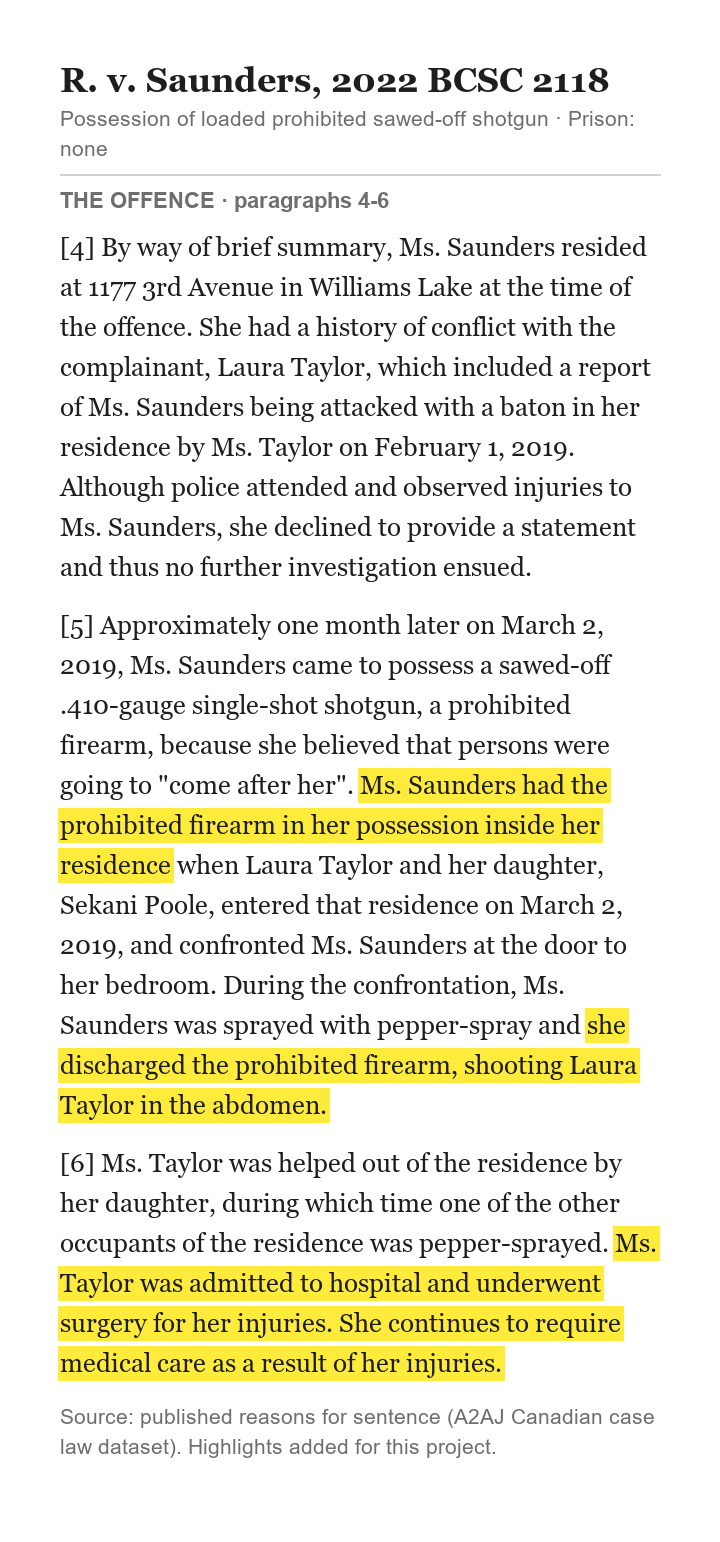 R. v. Saunders, 2022 BCSC 2118
Possession of loaded prohibited sawed-off shotgun · Prison:
none
THE OFFENCE · paragraphs 4-6
[4] By way of brief summary, Ms. Saunders resided
at 1177 3rd Avenue in Williams Lake at the time of
the offence. She had a history of conflict with the
complainant, Laura Taylor, which included a report
of Ms. Saunders being attacked with a baton in her
residence by Ms. Taylor on February 1, 2019.
Although police attended and observed injuries to
Ms. Saunders, she declined to provide a statement
and thus no further investigation ensued.
[5] Approximately one month later on March 2,
2019, Ms. Saunders came to possess a sawed-off
.410-gauge single-shot shotgun, a prohibited
firearm, because she believed that persons were
going to "come after her". Ms. Saunders had the
prohibited firearm in her possession inside her
residence when Laura Taylor and her daughter,
Sekani Poole, entered that residence on March 2,
2019, and confronted Ms. Saunders at the door to
her bedroom. During the confrontation, Ms.
Saunders was sprayed with pepper-spray and she
discharged the prohibited firearm, shooting Laura
Taylor in the abdomen.
[6] Ms. Taylor was helped out of the residence by
her daughter, during which time one of the other
occupants of the residence was pepper-sprayed. Ms.
Taylor was admitted to hospital and underwent
surgery for her injuries. She continues to require
medical care as a result of her injuries.
Source: published reasons for sentence (A2AJ Canadian case
law dataset). Highlights added for this project.